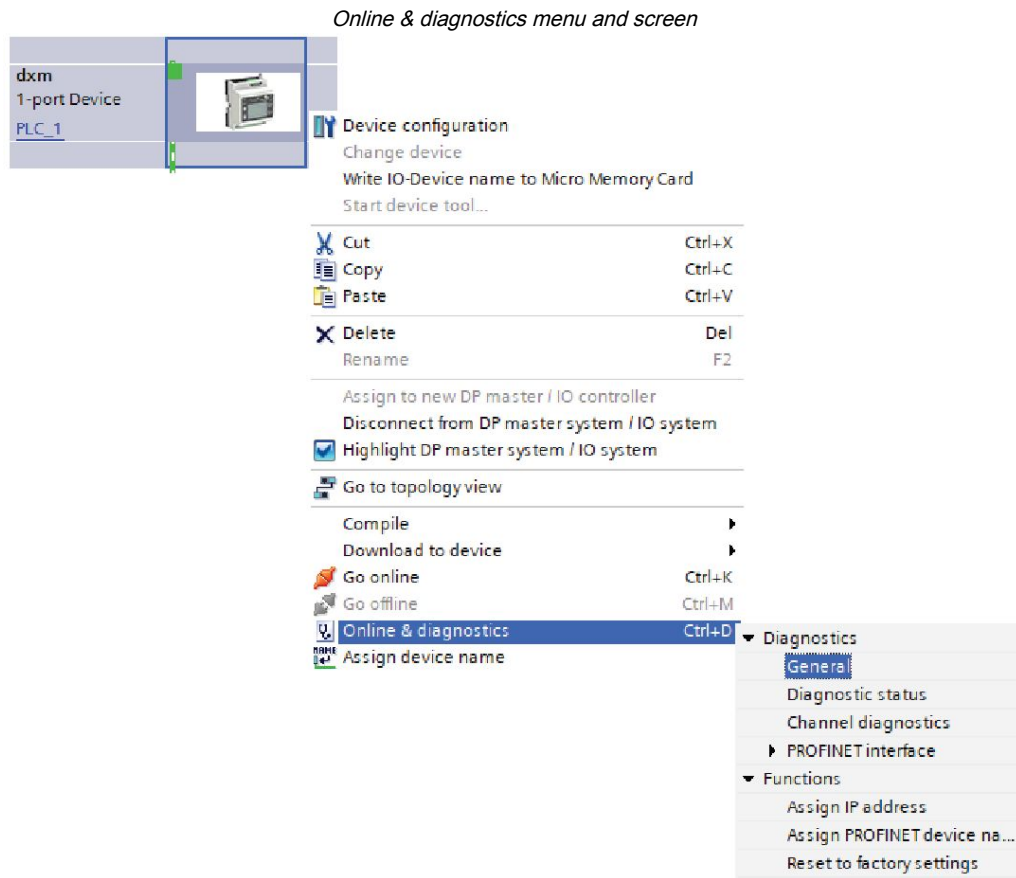 Online & diagnostics menu and screen
dxm
1-port Device
PLC_1
Device configuration
Change device
Write IO-Device name to Micro Memory Card
Start device tool...
Cut Ctrl+X
Copy Ctrl+C
Paste Ctrl+V
Delete Del
Rename F2
Assign to new DP master / IO controller
Disconnect from DP master system / IO system
Highlight DP master system / IO system
Go to topology view
Compile
Download to device
Go online Ctrl+K
Go offline Ctrl+M
Online & diagnostics Ctrl+D
NAME Assign device name
Diagnostics
General
Diagnostic status
Channel diagnostics
PROFINET interface
Functions
Assign IP address
Assign PROFINET device na...
Reset to factory settings